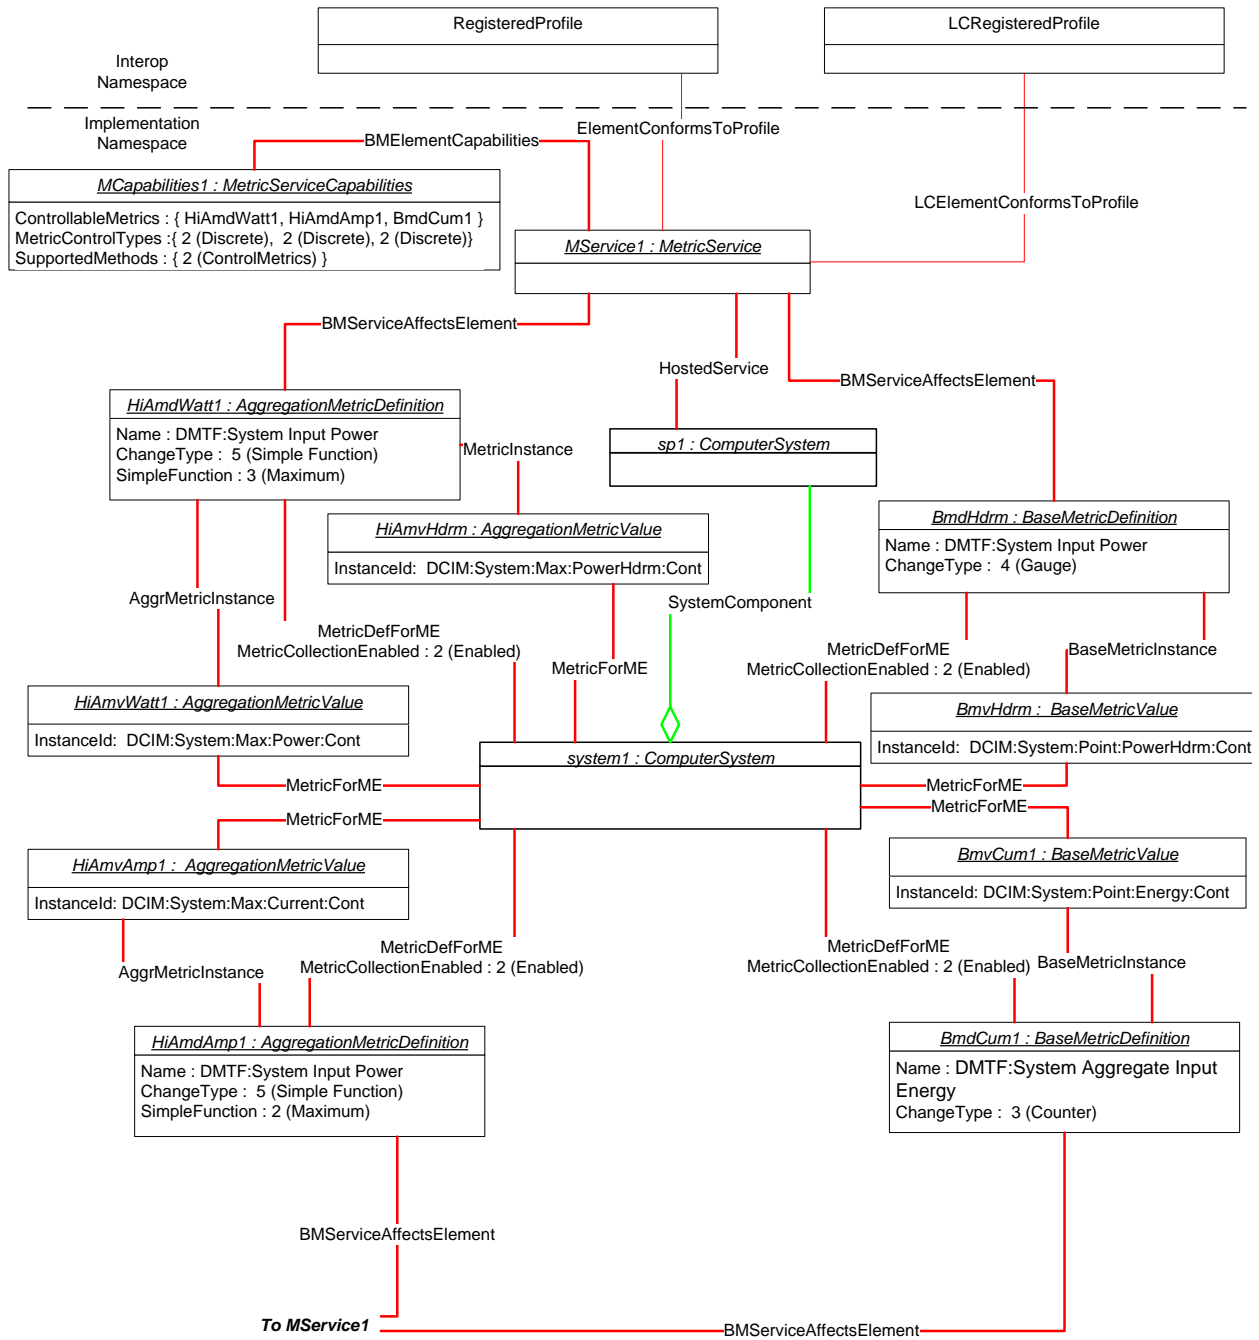 RegisteredProfile
LCRegisteredProfile
Interop
Namespace
Implementation
Namespace
ElementConformsToProfile
BMElementCapabilities
MCapabilities1 : MetricServiceCapabilities
ControllableMetrics : { HiAmdWatt1, HiAmdAmp1, BmdCum1 }
MetricControlTypes :{ 2 (Discrete),  2 (Discrete), 2 (Discrete)}
SupportedMethods : { 2 (ControlMetrics) }
LCElementConformsToProfile
MService1 : MetricService
BMServiceAffectsElement
HostedService
BMServiceAffectsElement
HiAmdWatt1 : AggregationMetricDefinition
Name : DMTF:System Input Power
ChangeType :  5 (Simple Function)
SimpleFunction : 3 (Maximum)
MetricInstance
sp1 : ComputerSystem
HiAmvHdrm : AggregationMetricValue
InstanceId:  DCIM:System:Max:PowerHdrm:Cont
BmdHdrm : BaseMetricDefinition
Name : DMTF:System Input Power
ChangeType :  4 (Gauge)
AggrMetricInstance
SystemComponent
MetricDefForME
MetricCollectionEnabled : 2 (Enabled)
MetricForME
MetricDefForME
MetricCollectionEnabled : 2 (Enabled)
BaseMetricInstance
HiAmvWatt1 : AggregationMetricValue
InstanceId:  DCIM:System:Max:Power:Cont
BmvHdrm :  BaseMetricValue
InstanceId:  DCIM:System:Point:PowerHdrm:Cont
system1 : ComputerSystem
MetricForME
MetricForME
MetricForME
MetricForME
HiAmvAmp1 :  AggregationMetricValue
InstanceId: DCIM:System:Max:Current:Cont
BmvCum1 : BaseMetricValue
InstanceId: DCIM:System:Point:Energy:Cont
AggrMetricInstance
MetricDefForME
MetricCollectionEnabled : 2 (Enabled)
MetricDefForME
MetricCollectionEnabled : 2 (Enabled)
BaseMetricInstance
HiAmdAmp1 : AggregationMetricDefinition
Name : DMTF:System Input Power
ChangeType :  5 (Simple Function)
SimpleFunction : 2 (Maximum)
BmdCum1 : BaseMetricDefinition
Name : DMTF:System Aggregate Input
Energy
ChangeType :  3 (Counter)
BMServiceAffectsElement
To MService1
BMServiceAffectsElement